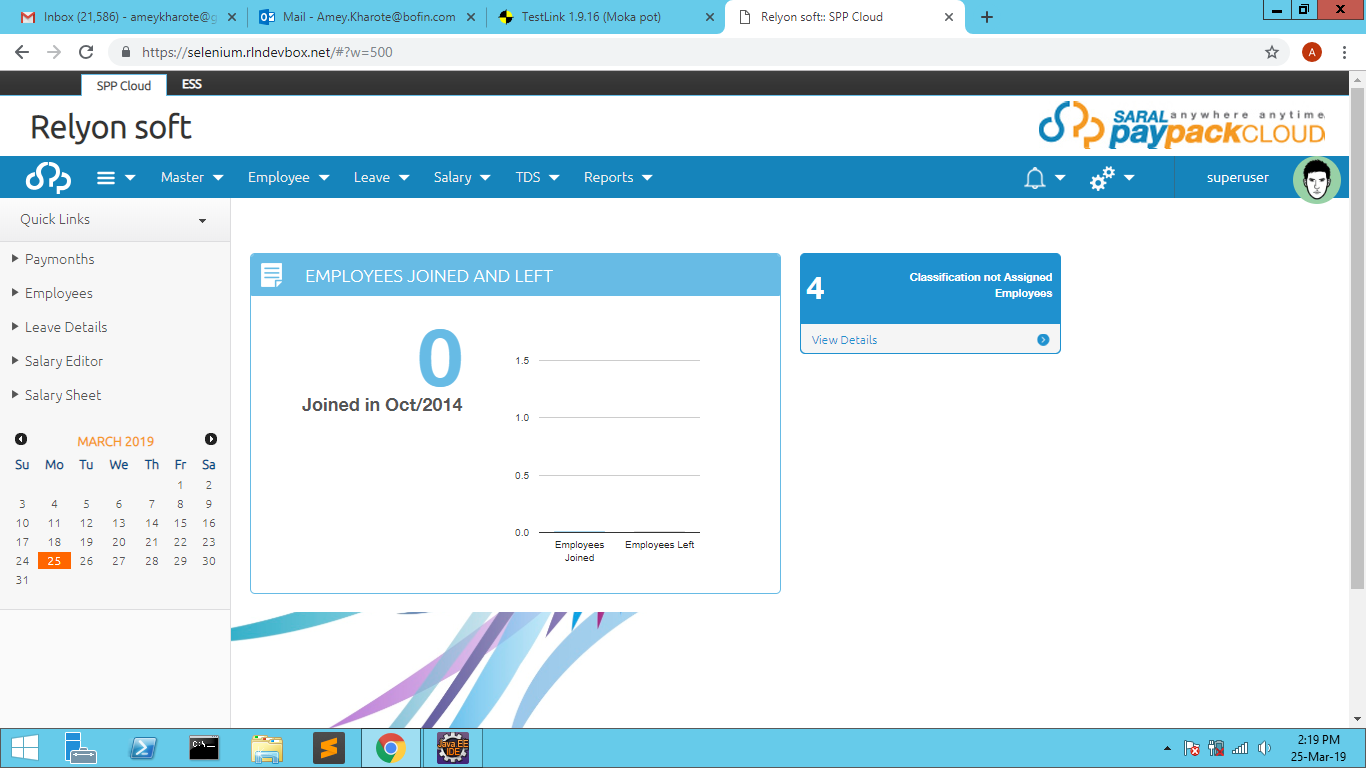 Inbox (21,586) - ameykharote@g
Mail - Amey.Kharote@bofin.com
TestLink 1.9.16 (Moka pot)
Relyon soft:: SPP Cloud
https://selenium.rlndevbox.net/#?w=500
A
SPP Cloud
ESS
Relyon soft
SARAL anywhere anytime
paypackCLOUD
Master
Employee
Leave
Salary
TDS
Reports
superuser
Quick Links
Paymonths
Employees
Leave Details
Salary Editor
Salary Sheet
MARCH 2019
Su Mo Tu We Th Fr Sa
1 2
3 4 5 6 7 8 9
10 11 12 13 14 15 16
17 18 19 20 21 22 23
24 25 26 27 28 29 30
31
EMPLOYEES JOINED AND LEFT
0
Joined in Oct/2014
1.5
1.0
0.5
0.0
Employees
Joined
Employees Left
4
Classification not Assigned
Employees
View Details
C:\
Java EE
IDE
2:19 PM
25-Mar-19